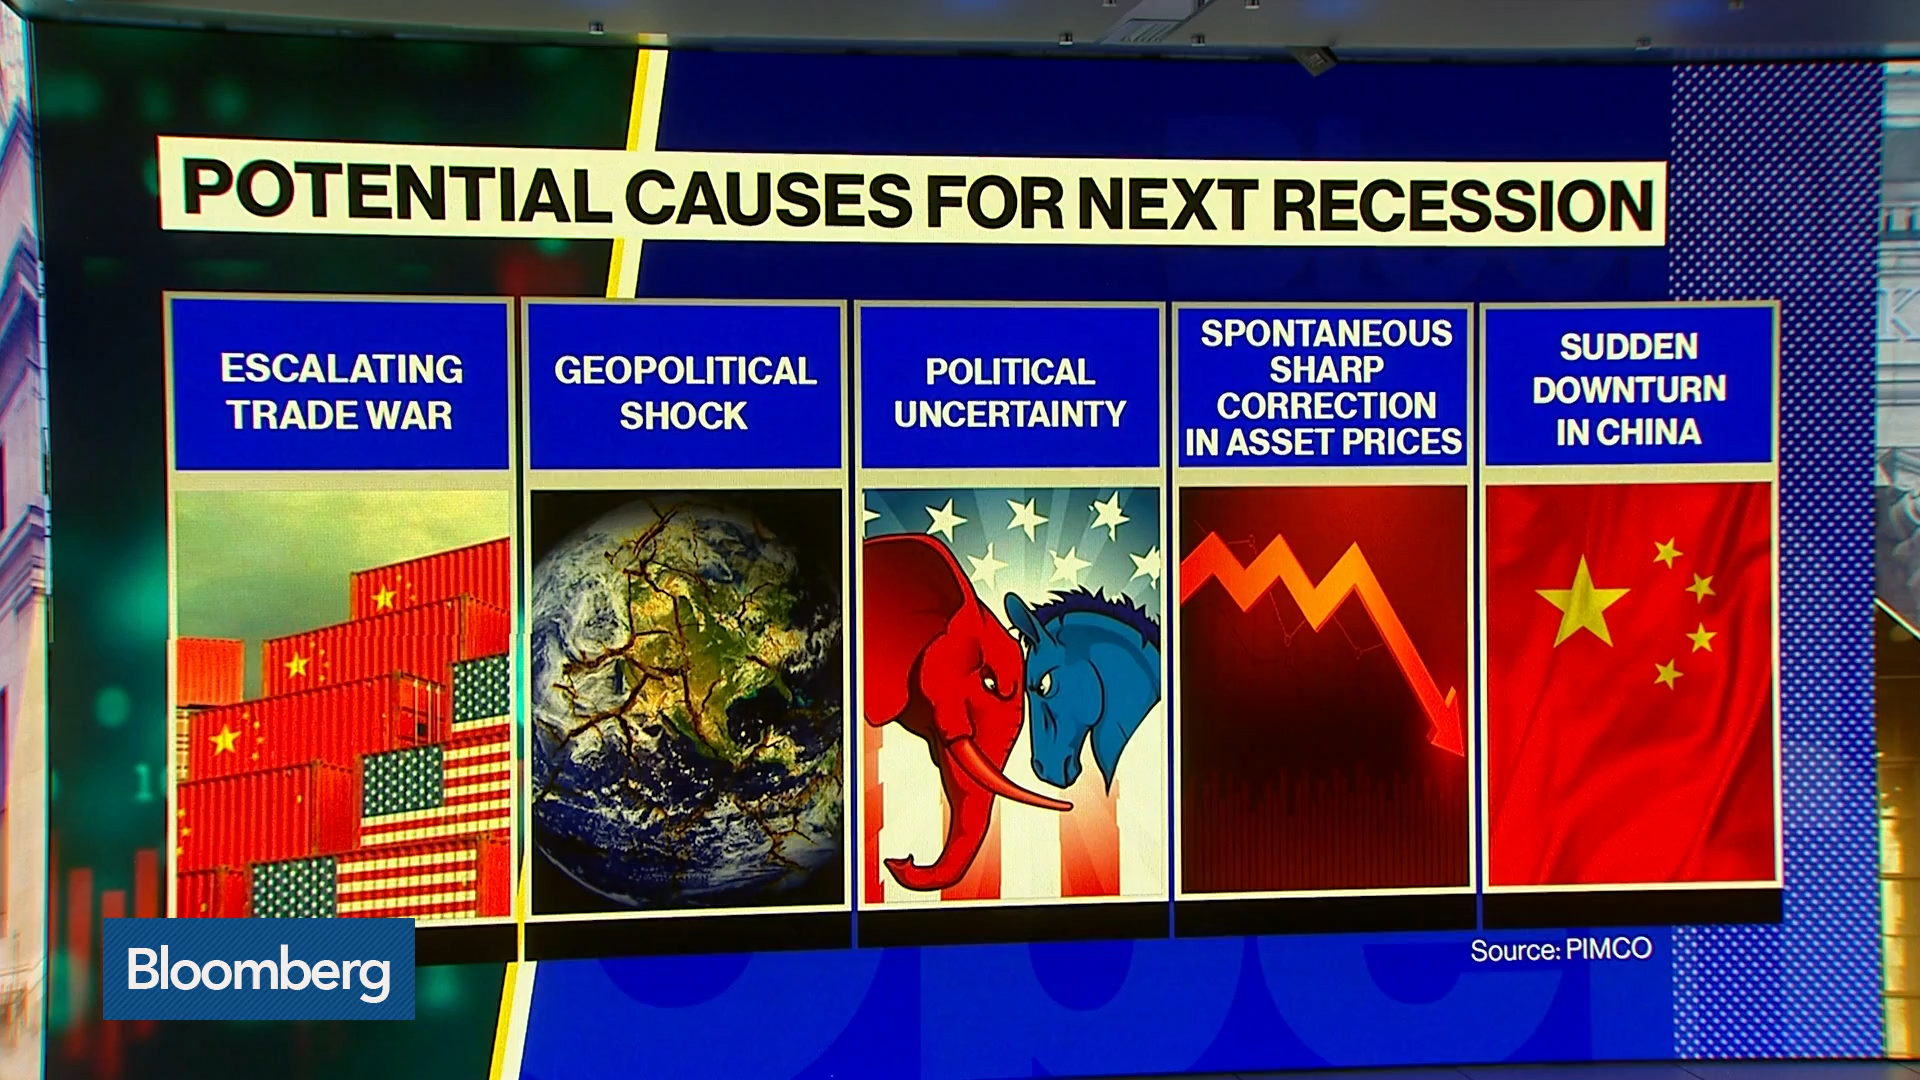 POTENTIAL CAUSES FOR NEXT RECESSION
ESCALATING
TRADE WAR
GEOPOLITICAL
SHOCK
POLITICAL
UNCERTAINTY
SPONTANEOUS
SHARP
CORRECTION
IN ASSET PRICES
SUDDEN
DOWNTURN
IN CHINA
Source: PIMCO
Bloomberg